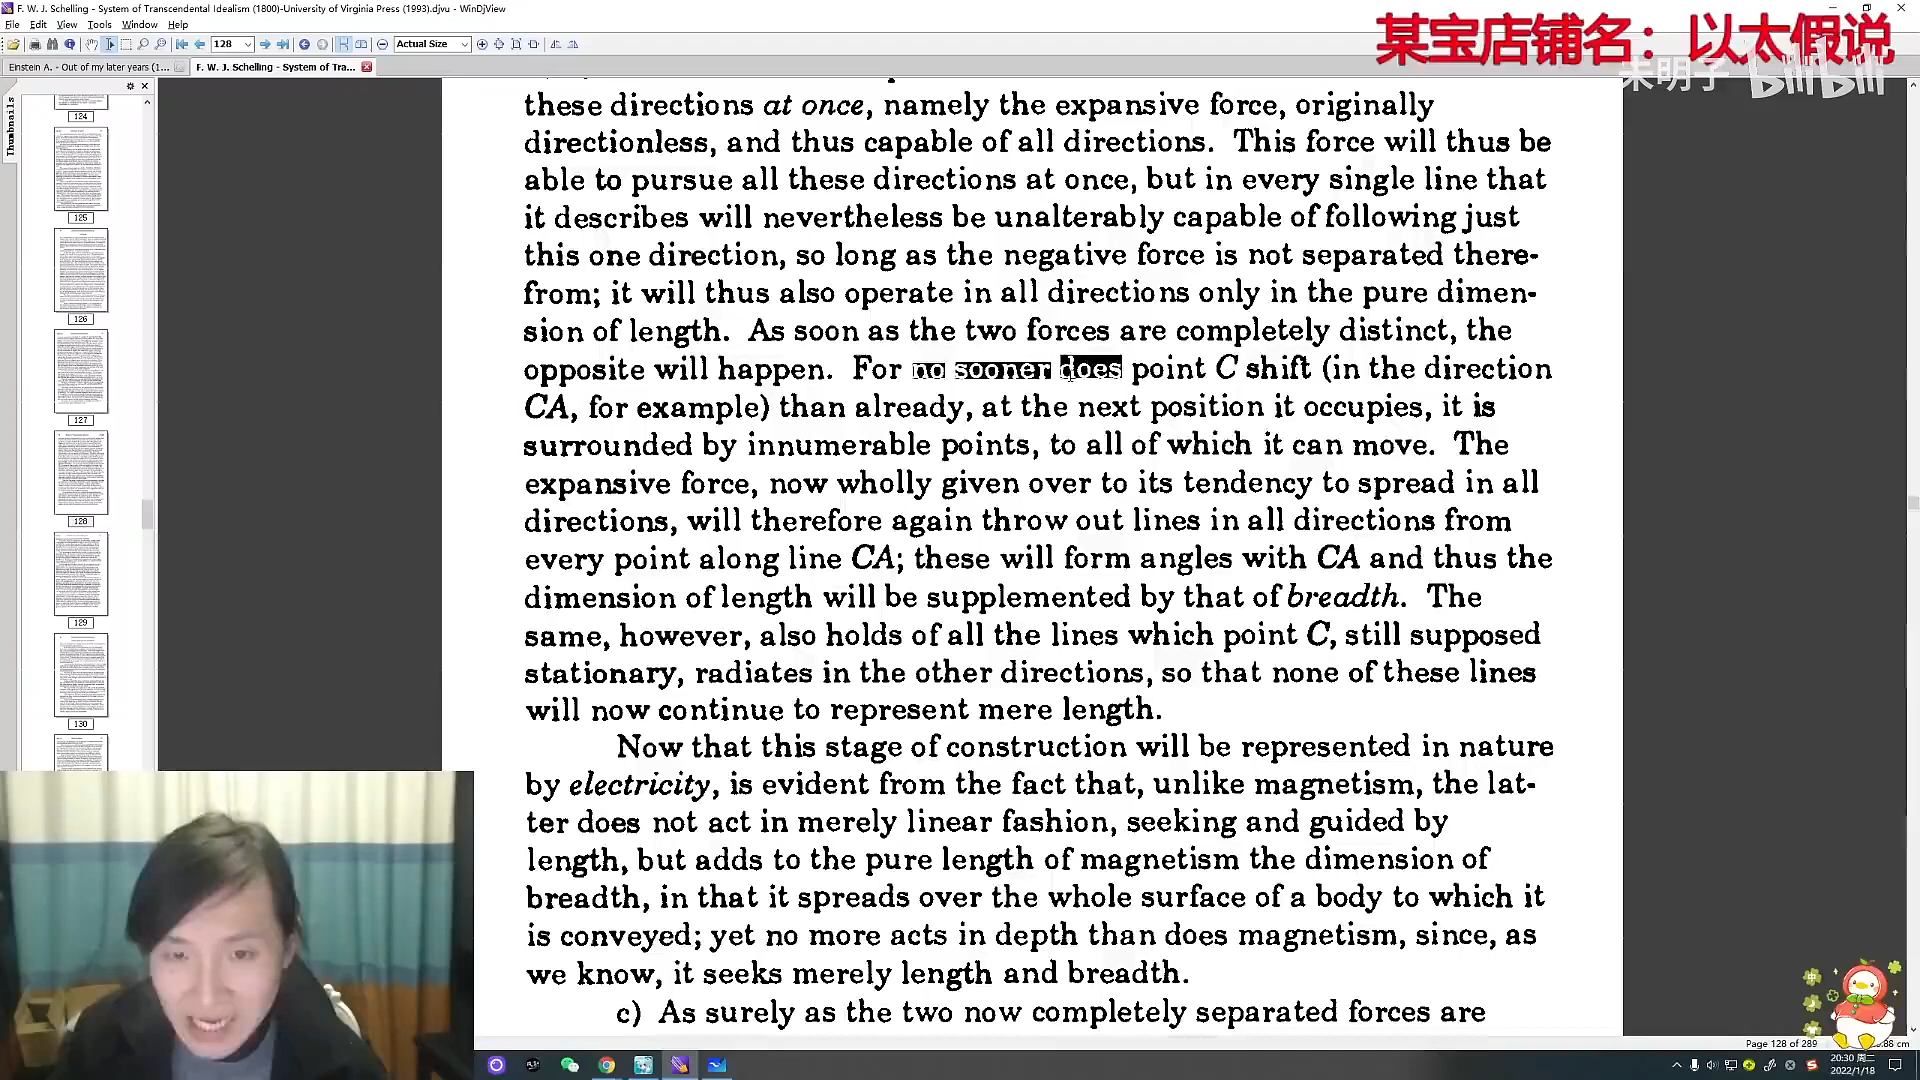 F. W. J. Schelling - System of Transcendental Idealism (1800)-University of Virginia Press (1993).djvu - WinDjView
File Edit View Tools Window Help
128
Actual Size
Einstein A. - Out of my later years (1...
F. W. J. Schelling - System of Tra...
某宝店铺名：以太假说
朱明子 bilibili
Thumbnails
124
125
126
127
128
129
130
these directions at once, namely the expansive force, originally
directionless, and thus capable of all directions. This force will thus be
able to pursue all these directions at once, but in every single line that
it describes will nevertheless be unalterably capable of following just
this one direction, so long as the negative force is not separated there-
from; it will thus also operate in all directions only in the pure dimen-
sion of length. As soon as the two forces are completely distinct, the
opposite will happen. For no sooner does point C shift (in the direction
CA, for example) than already, at the next position it occupies, it is
surrounded by innumerable points, to all of which it can move. The
expansive force, now wholly given over to its tendency to spread in all
directions, will therefore again throw out lines in all directions from
every point along line CA; these will form angles with CA and thus the
dimension of length will be supplemented by that of breadth. The
same, however, also holds of all the lines which point C, still supposed
stationary, radiates in the other directions, so that none of these lines
will now continue to represent mere length.
Now that this stage of construction will be represented in nature
by electricity, is evident from the fact that, unlike magnetism, the lat-
ter does not act in merely linear fashion, seeking and guided by
length, but adds to the pure length of magnetism the dimension of
breadth, in that it spreads over the whole surface of a body to which it
is conveyed; yet no more acts in depth than does magnetism, since, as
we know, it seeks merely length and breadth.
c) As surely as the two now completely separated forces are
Page 128 of 289
20:30 周二
2022/1/18